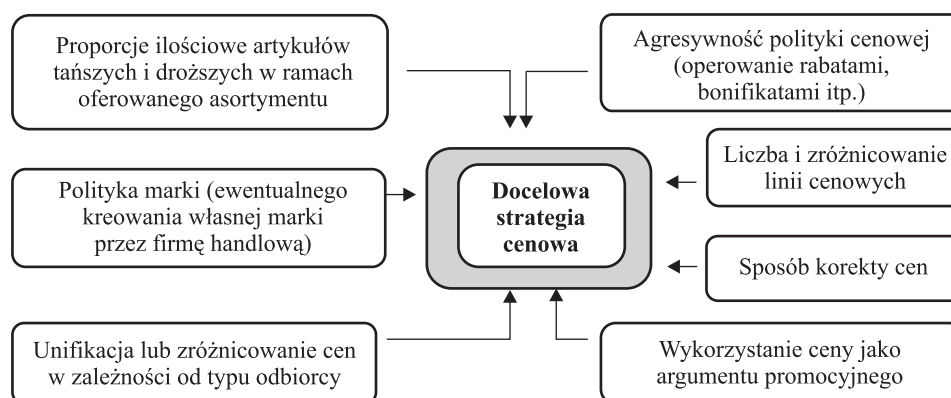 Proporcje ilościowe artykułów
tańszych i droższych w ramach
oferowanego asortymentu
Agresywność polityki cenowej
(operowanie rabatami,
bonifikatami itp.)
Polityka marki (ewentualnego
kreowania własnej marki
przez firmę handlową)
Docelowa
strategia
cenowa
Liczba i zróżnicowanie
linii cenowych
Sposób korekty cen
Unifikacja lub zróżnicowanie cen
w zależności od typu odbiorcy
Wykorzystanie ceny jako
argumentu promocyjnego